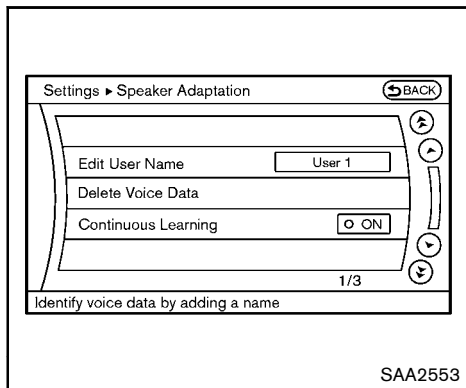 Settings ▸ Speaker Adaptation
BACK
Edit User Name
User 1
Delete Voice Data
Continuous Learning
ON
1/3
Identify voice data by adding a name
SAA2553